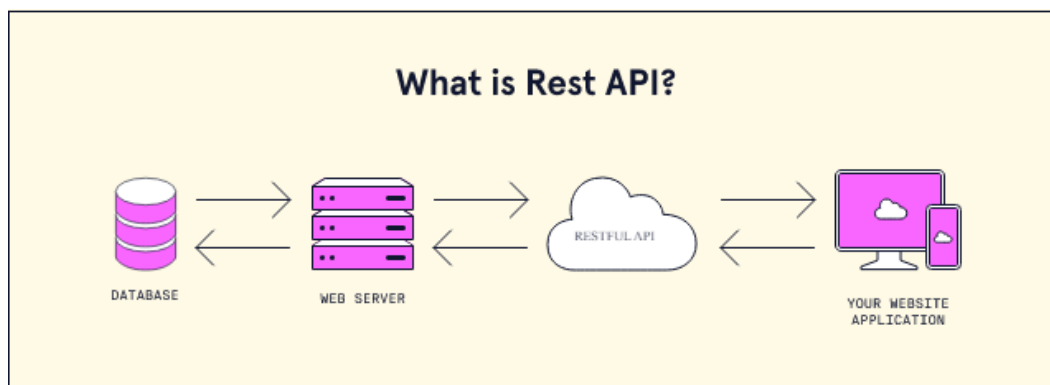 What is Rest API?
RESTFUL API
DATABASE
WEB SERVER
YOUR WEBSITE
APPLICATION